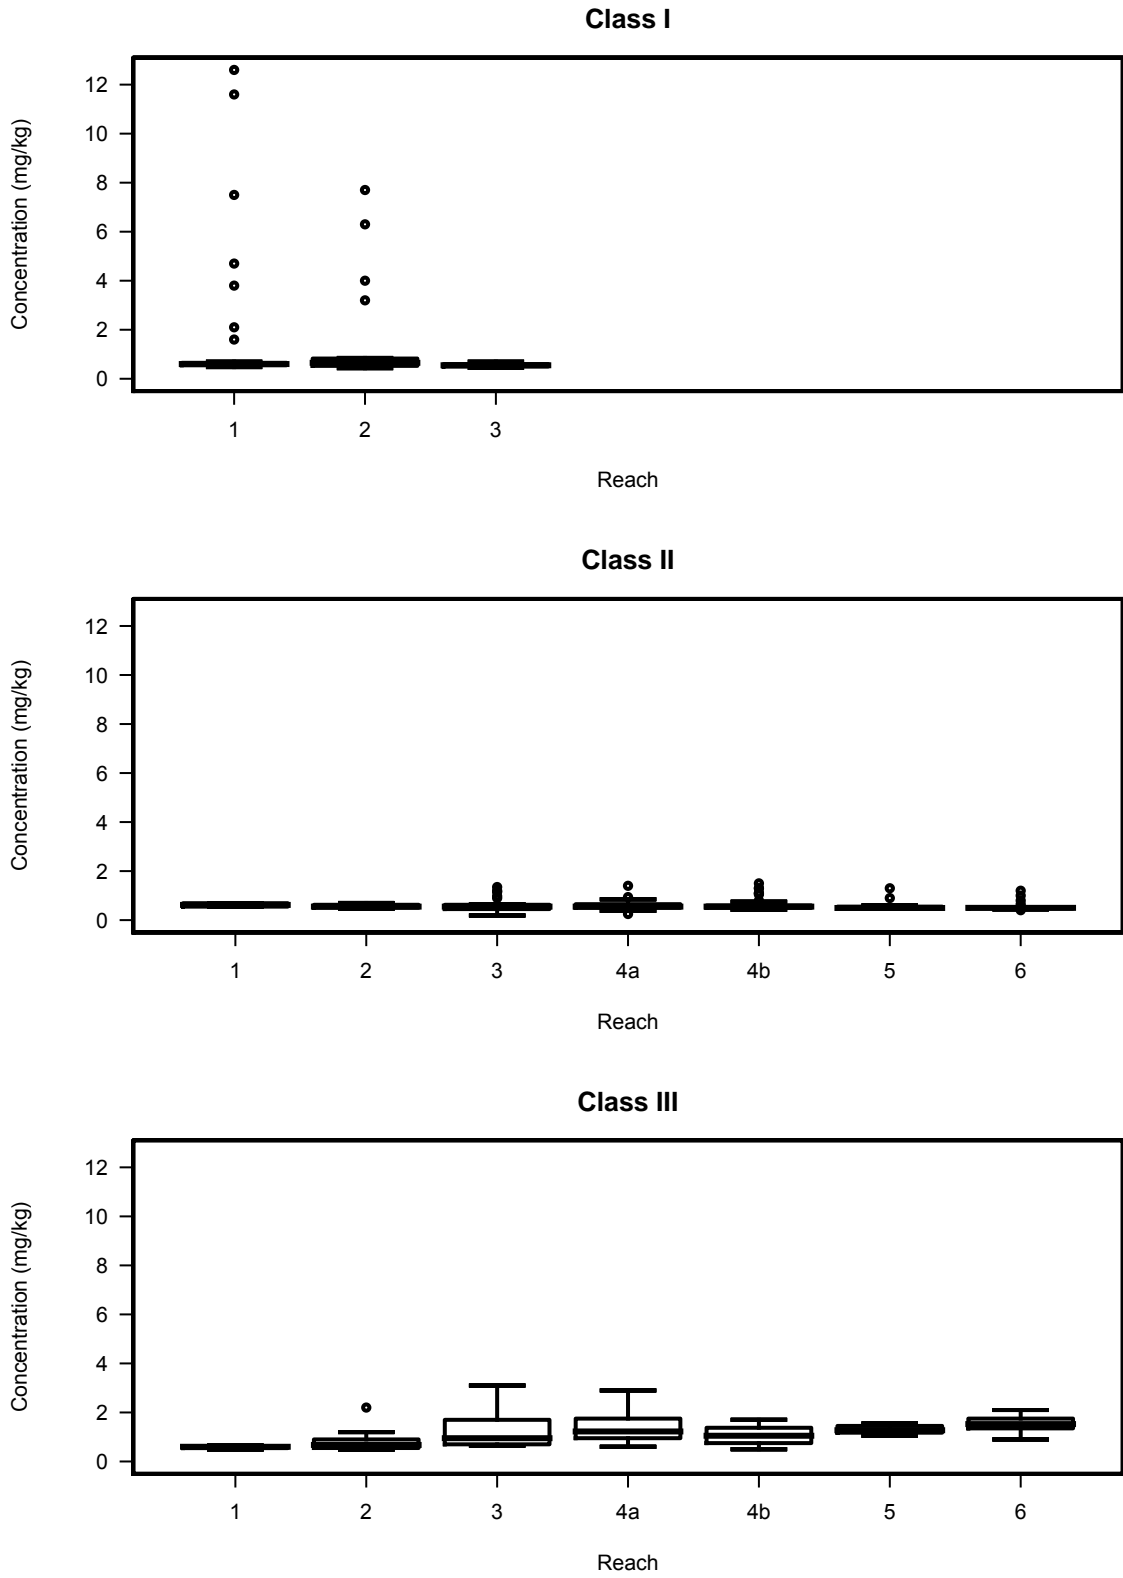 Class I
Concentration (mg/kg)
12
10
8
6
4
2
0
1 2 3
Reach
Class II
Concentration (mg/kg)
12
10
8
6
4
2
0
1 2 3 4a 4b 5 6
Reach
Class III
Concentration (mg/kg)
12
10
8
6
4
2
0
1 2 3 4a 4b 5 6
Reach